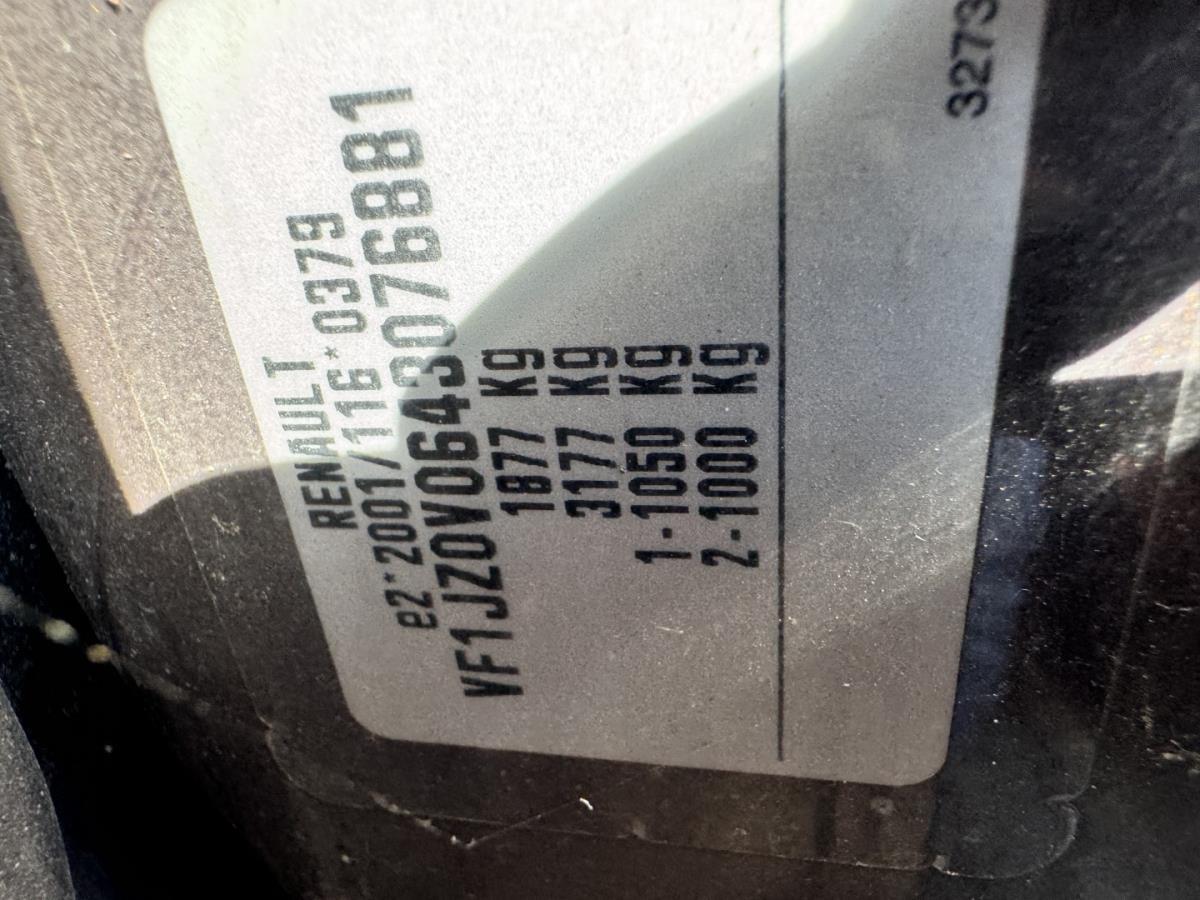 RENAULT
e2*2001/116*0379
VF1JZ0V0643076881
1877 Kg
3177 Kg
1-1050 Kg
2-1000 Kg
3273